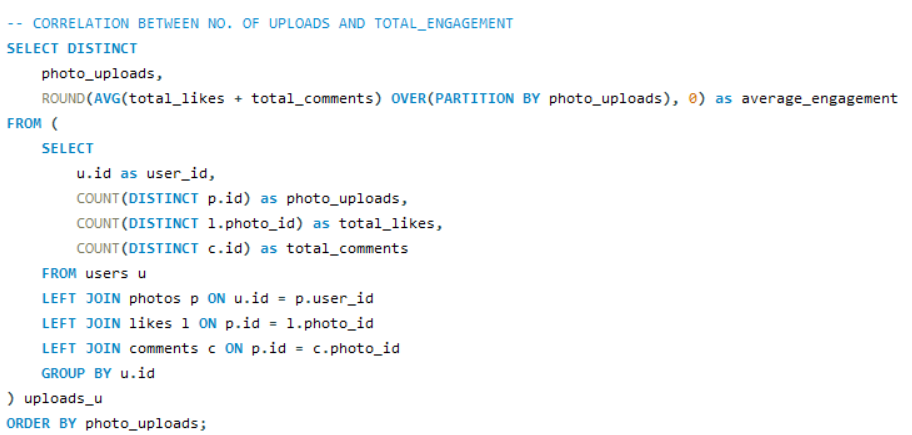 -- CORRELATION BETWEEN NO. OF UPLOADS AND TOTAL_ENGAGEMENT
SELECT DISTINCT
    photo_uploads,
    ROUND(AVG(total_likes + total_comments) OVER(PARTITION BY photo_uploads), 0) as average_engagement
FROM (
    SELECT
        u.id as user_id,
        COUNT(DISTINCT p.id) as photo_uploads,
        COUNT(DISTINCT l.photo_id) as total_likes,
        COUNT(DISTINCT c.id) as total_comments
    FROM users u
    LEFT JOIN photos p ON u.id = p.user_id
    LEFT JOIN likes l ON p.id = l.photo_id
    LEFT JOIN comments c ON p.id = c.photo_id
    GROUP BY u.id
) uploads_u
ORDER BY photo_uploads;